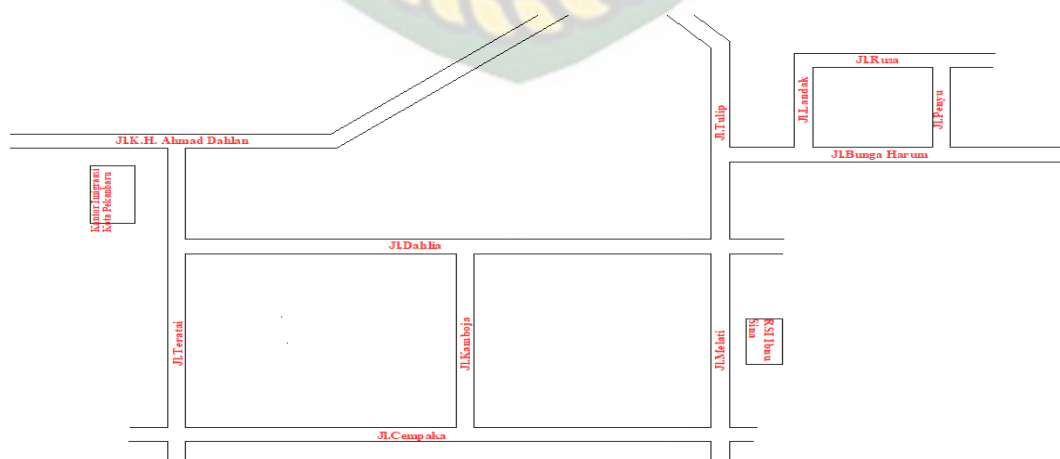 Jl.Rusa
Jl.Landak
Jl.Penyu
Jl.Tulip
Jl.K.H. Ahmad Dahlan
Jl.Bunga Harum
Kantor Imigrasi
Kota Pekanbaru
Jl.Dahlia
Jl.Teratai
Jl.Kamboja
Jl.Melati
RSI Ibnu
Sina
Jl.Cempaka